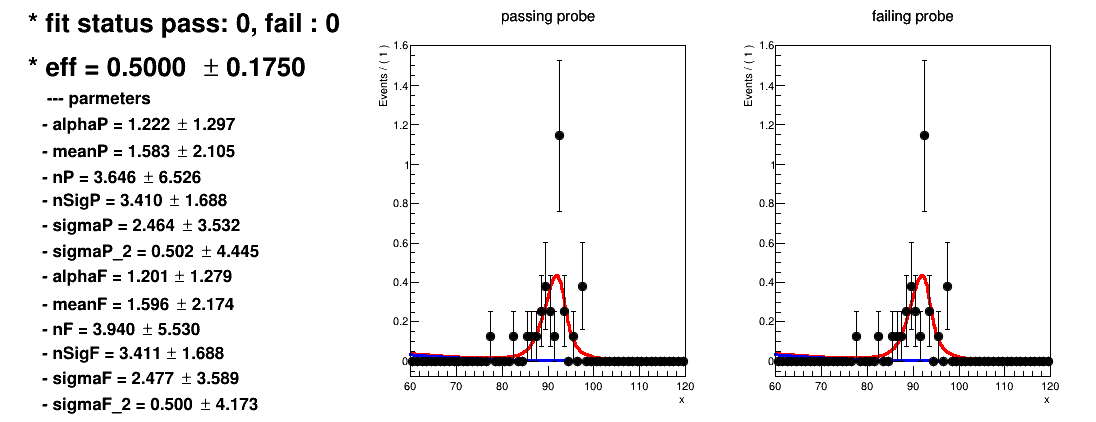 * fit status pass: 0, fail : 0
* eff = 0.5000 ± 0.1750
--- parmeters
- alphaP = 1.222 ± 1.297
- meanP = 1.583 ± 2.105
- nP = 3.646 ± 6.526
- nSigP = 3.410 ± 1.688
- sigmaP = 2.464 ± 3.532
- sigmaP_2 = 0.502 ± 4.445
- alphaF = 1.201 ± 1.279
- meanF = 1.596 ± 2.174
- nF = 3.940 ± 5.530
- nSigF = 3.411 ± 1.688
- sigmaF = 2.477 ± 3.589
- sigmaF_2 = 0.500 ± 4.173
passing probe
Events / ( 1 )
1.6
1.4
1.2
1
0.8
0.6
0.4
0.2
0
60 70 80 90 100 110 120
x
failing probe
Events / ( 1 )
1.6
1.4
1.2
1
0.8
0.6
0.4
0.2
0
60 70 80 90 100 110 120
x